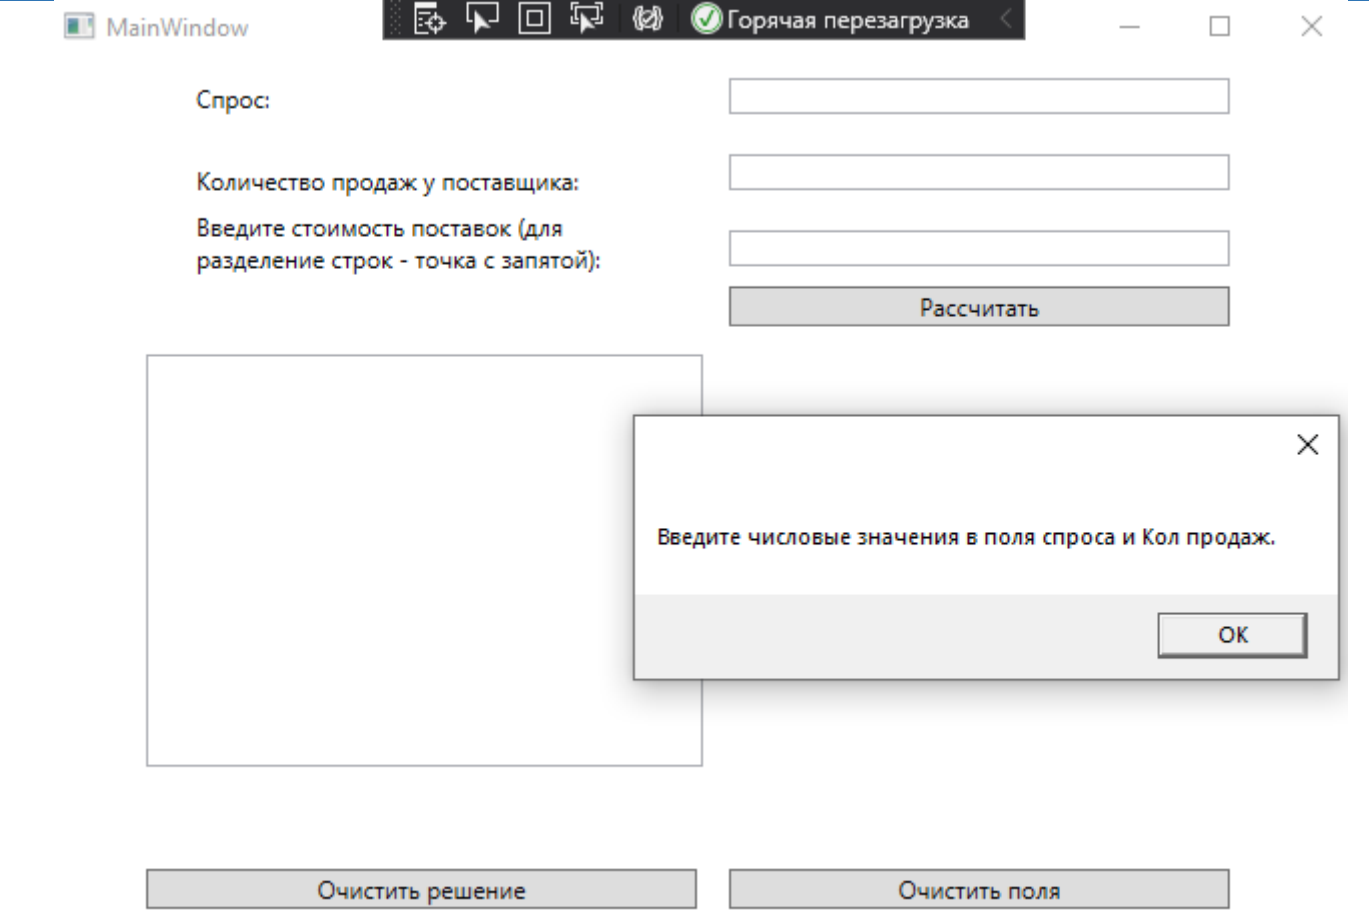 MainWindow
Горячая перезагрузка
Спрос:
Количество продаж у поставщика:
Введите стоимость поставок (для
разделение строк - точка с запятой):
Рассчитать
Введите числовые значения в поля спроса и Кол продаж.
ОК
Очистить решение
Очистить поля